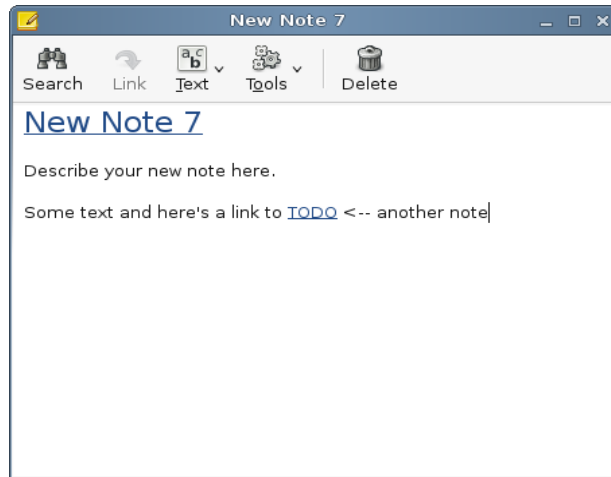 New Note 7
Search Link Text Tools Delete
New Note 7
Describe your new note here.
Some text and here's a link to TODO <-- another note